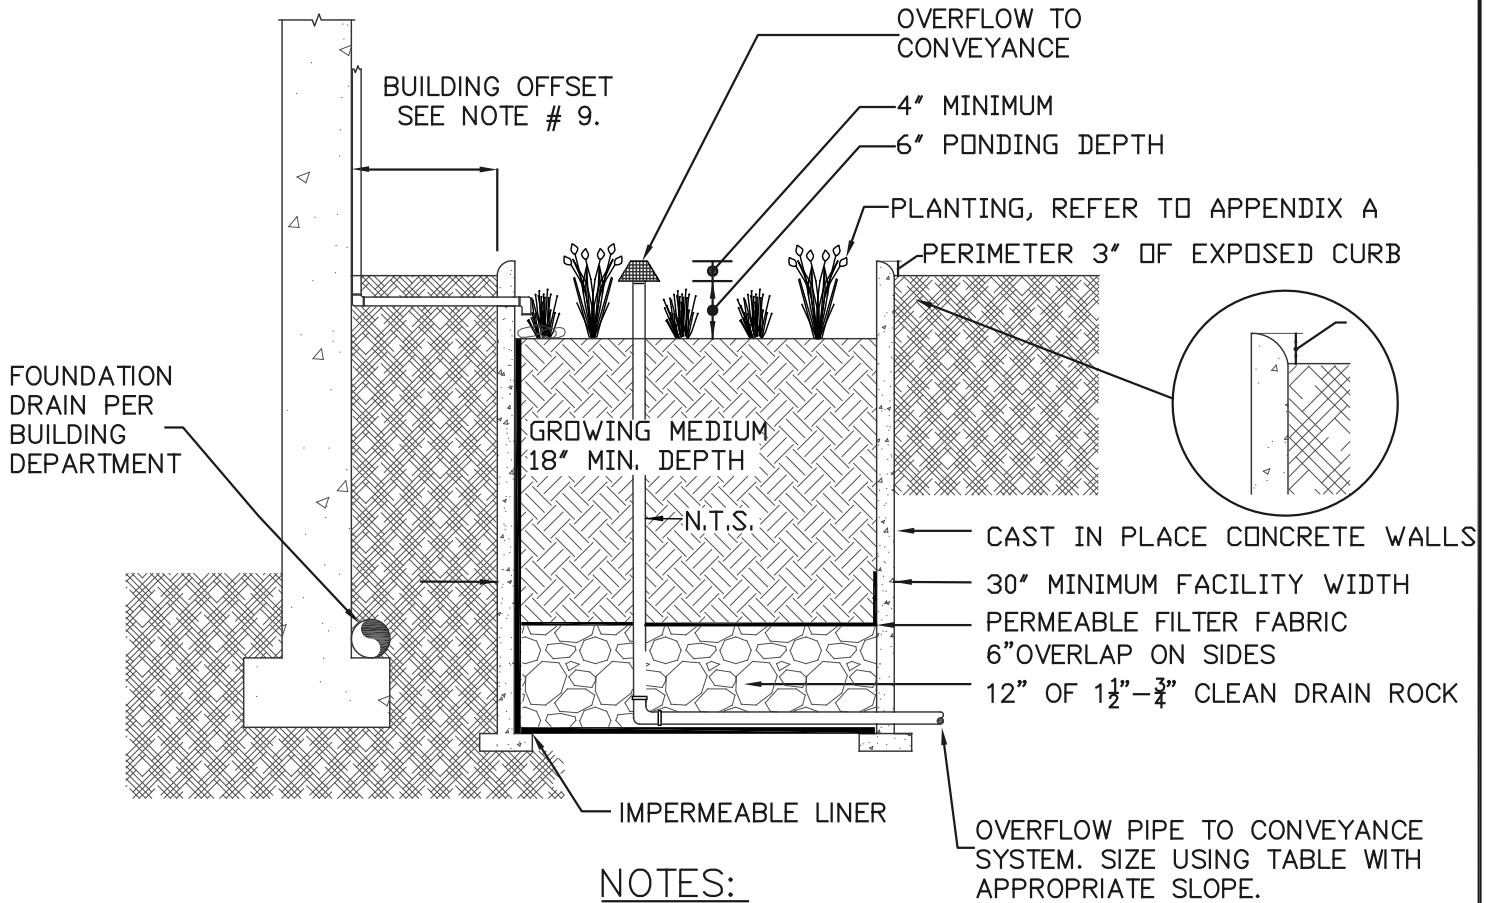 OVERFLOW TO
CONVEYANCE
BUILDING OFFSET
SEE NOTE # 9.
4" MINIMUM
6" PONDING DEPTH
PLANTING, REFER TO APPENDIX A
PERIMETER 3" OF EXPOSED CURB
FOUNDATION
DRAIN PER
BUILDING
DEPARTMENT
GROWING MEDIUM
18" MIN. DEPTH
N.T.S.
CAST IN PLACE CONCRETE WALLS
30" MINIMUM FACILITY WIDTH
PERMEABLE FILTER FABRIC
6"OVERLAP ON SIDES
12" OF 1½"-¾" CLEAN DRAIN ROCK
IMPERMEABLE LINER
OVERFLOW PIPE TO CONVEYANCE
SYSTEM. SIZE USING TABLE WITH
APPROPRIATE SLOPE.
NOTES: